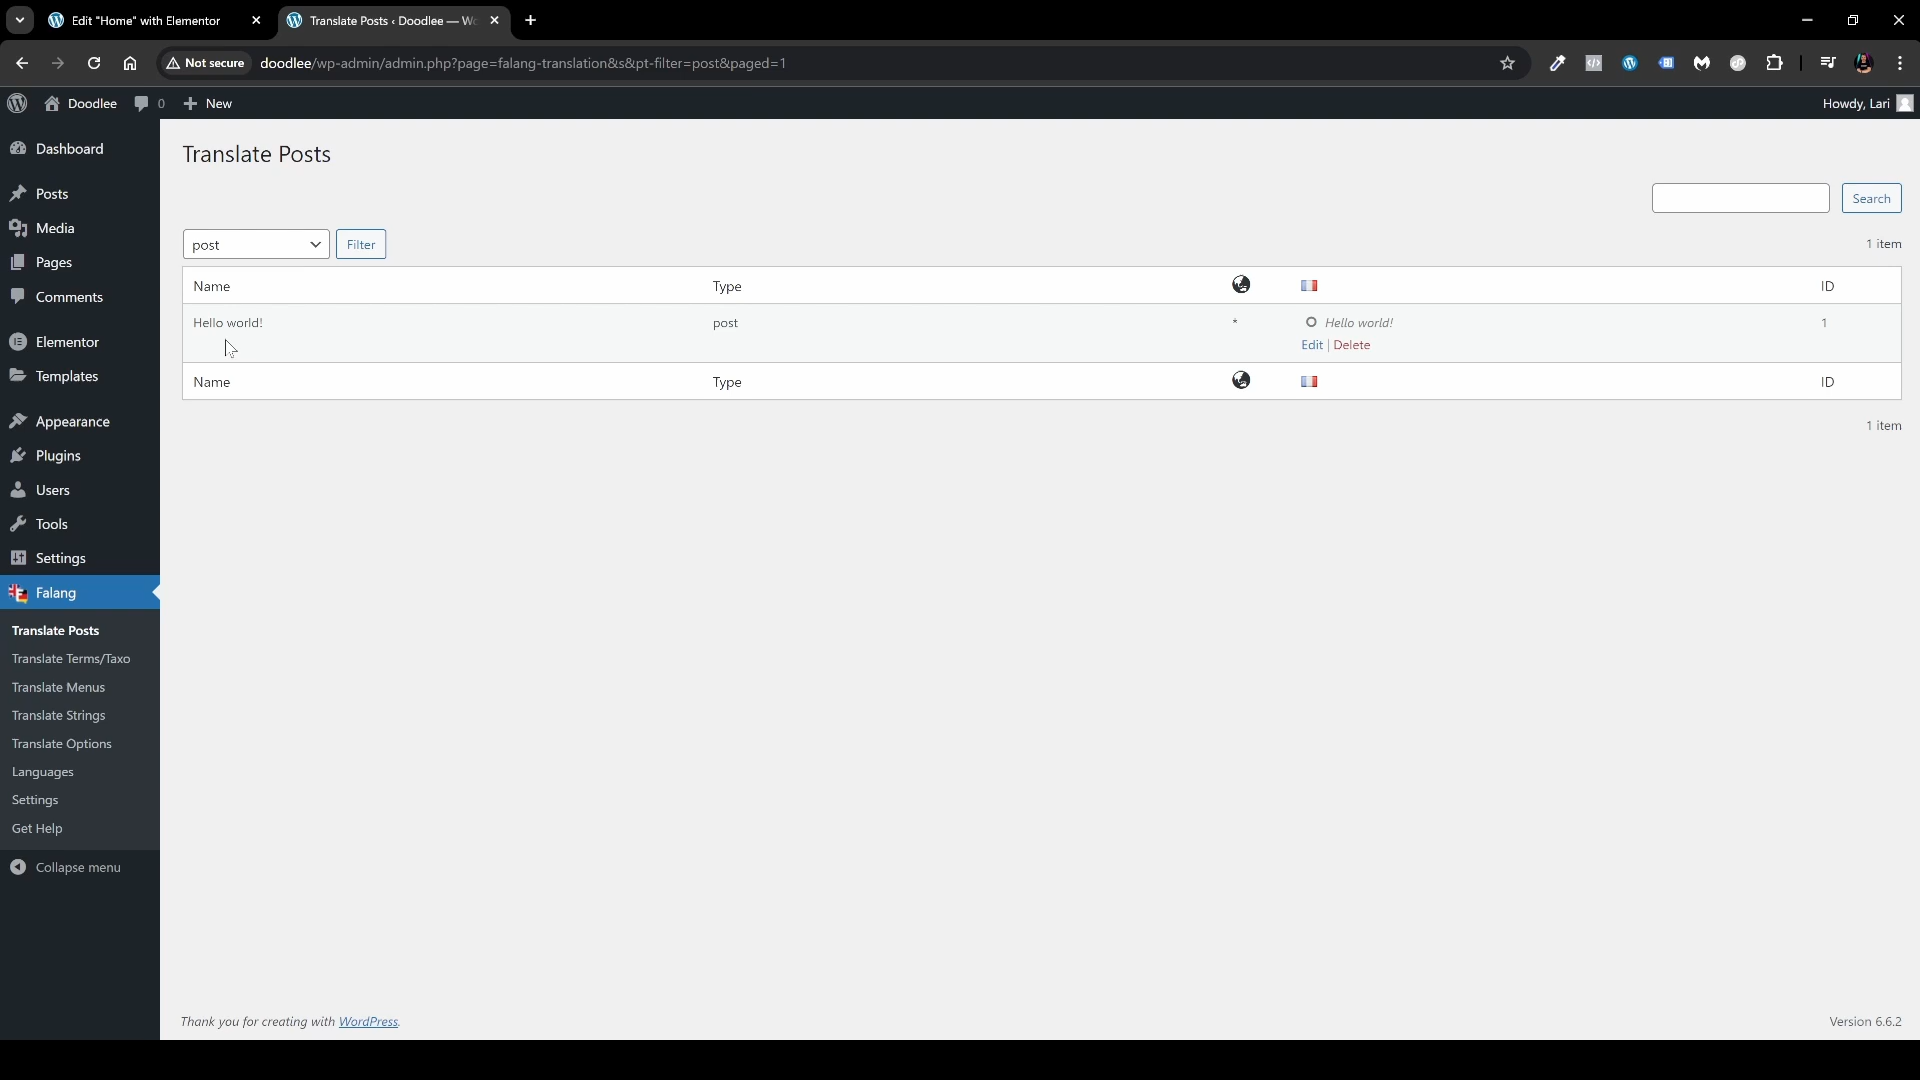 Edit "Home" with Elementor
Translate Posts ‹ Doodlee — Wo
Not secure
doodlee/wp-admin/admin.php?page=falang-translation&s&pt-filter=post&paged=1
Doodlee
0
New
Howdy, Lari
Dashboard
Posts
Media
Pages
Comments
Elementor
Templates
Appearance
Plugins
Users
Tools
Settings
Falang
Translate Posts
Translate Terms/Taxo
Translate Menus
Translate Strings
Translate Options
Languages
Settings
Get Help
Collapse menu
Translate Posts
Search
post
Filter
1 item
Name Type ID
Hello world! post * Hello world! 1
Edit | Delete
Name Type ID
1 item
Thank you for creating with WordPress.
Version 6.6.2